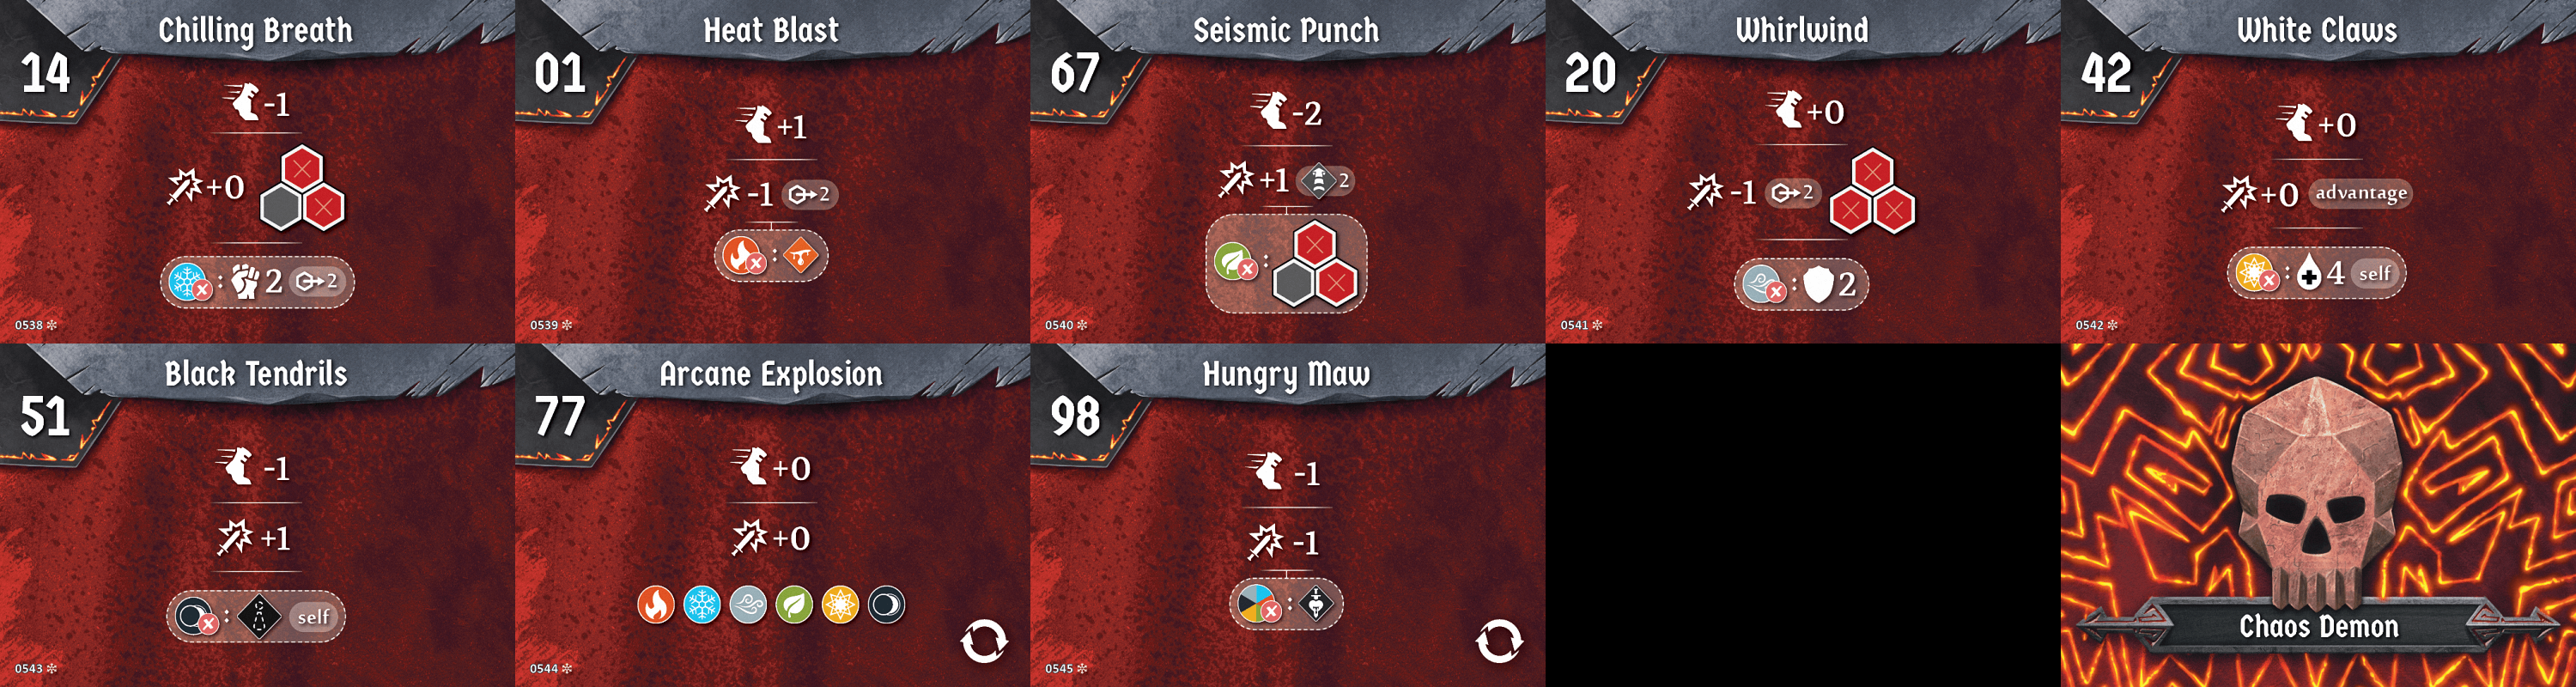 Chilling Breath
14
-1
+0
: 2 2
0538
Heat Blast
01
+1
-1 2
:
0539
Seismic Punch
67
-2
+1 2
:
0540
Whirlwind
20
+0
-1 2
: 2
0541
White Claws
42
+0
+0 advantage
: 4 self
0542
Black Tendrils
51
-1
+1
: self
0543
Arcane Explosion
77
+0
+0
0544
Hungry Maw
98
-1
-1
:
0545
Chaos Demon